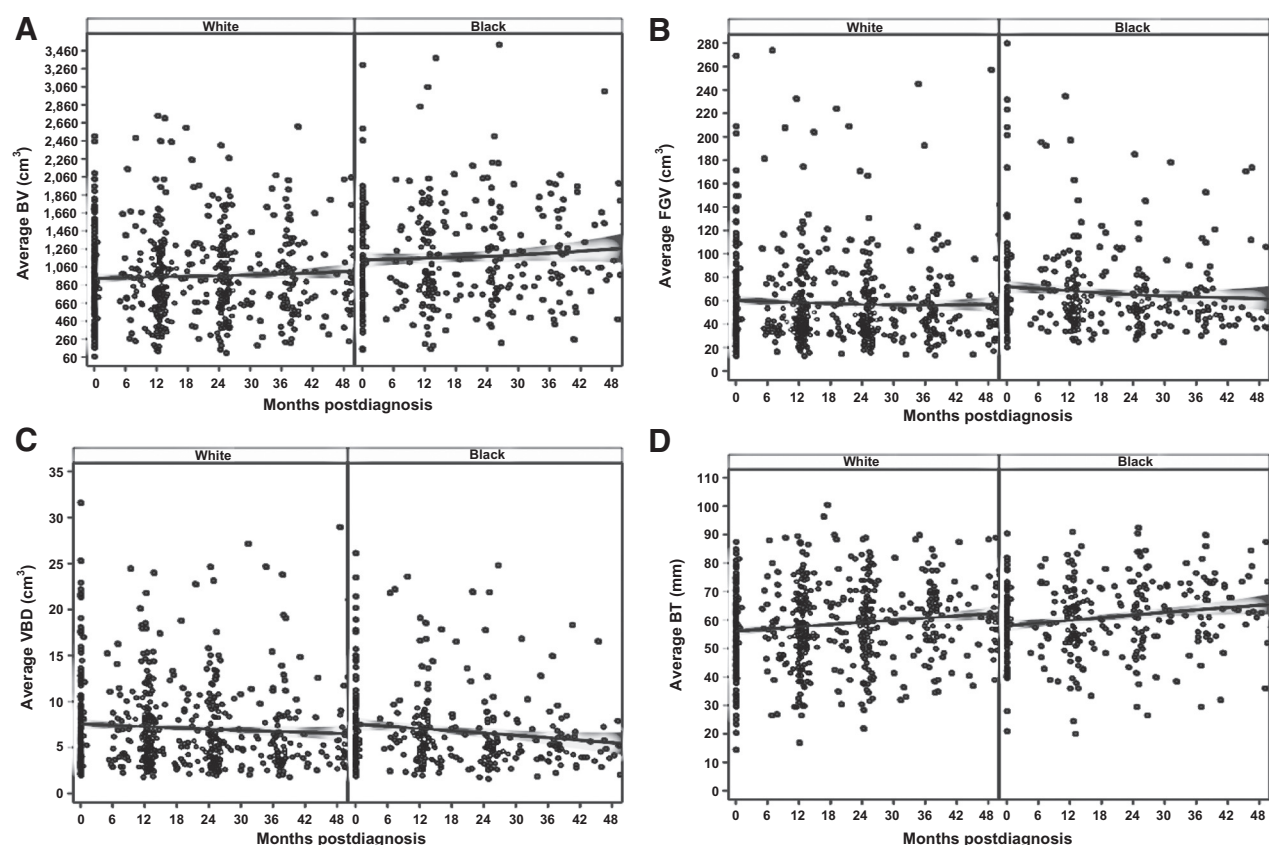 A
White Black
Average BV (cm3)
3,460
3,260
3,060
2,860
2,660
2,460
2,260
2,060
1,860
1,660
1,460
1,260
1,060
860
660
460
260
60
0 6 12 18 24 30 36 42 48 0 6 12 18 24 30 36 42 48
Months postdiagnosis
B
White Black
Average FGV (cm3)
280
260
240
220
200
180
160
140
120
100
80
60
40
20
0
0 6 12 18 24 30 36 42 48 0 6 12 18 24 30 36 42 48
Months postdiagnosis
C
White Black
Average VBD (cm3)
35
30
25
20
15
10
5
0
0 6 12 18 24 30 36 42 48 0 6 12 18 24 30 36 42 48
Months postdiagnosis
D
White Black
Average BT (mm)
110
100
90
80
70
60
50
40
30
20
10
0
0 6 12 18 24 30 36 42 48 0 6 12 18 24 30 36 42 48
Months postdiagnosis